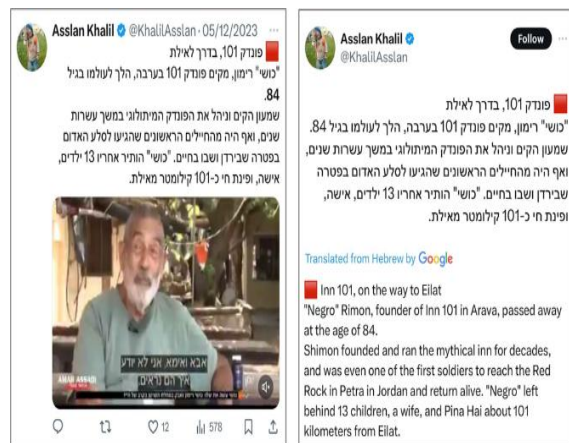 Asslan Khalil @KhalilAsslan · 05/12/2023
פונדק 101, בדרך לאילת
"כושי" רימון, מקים פונדק 101 בערבה, הלך לעולמו בגיל
84.
שמעון הקים וניהל את הפונדק המיתולוגי במשך עשרות
שנים, ואף היה מהחיילים הראשונים שהגיעו לסלע האדום
בפטרה שבירדן ושבו בחיים. "כושי" הותיר אחריו 13 ילדים,
אישה, ופינת חי כ-101 קילומטר מאילת.
אבא ואימא, אני לא יודע
איך הם נראים.
12
578
Asslan Khalil
@KhalilAsslan
Follow
פונדק 101, בדרך לאילת
"כושי" רימון, מקים פונדק 101 בערבה, הלך לעולמו בגיל 84.
שמעון הקים וניהל את הפונדק המיתולוגי במשך עשרות
שנים, ואף היה מהחיילים הראשונים שהגיעו לסלע האדום בפטרה
שבירדן ושבו בחיים. "כושי" הותיר אחריו 13 ילדים, אישה,
ופינת חי כ-101 קילומטר מאילת.
Translated from Hebrew by Google
Inn 101, on the way to Eilat
"Negro" Rimon, founder of Inn 101 in Arava, passed away
at the age of 84.
Shimon founded and ran the mythical inn for decades,
and was even one of the first soldiers to reach the Red
Rock in Petra in Jordan and return alive. "Negro" left
behind 13 children, a wife, and Pina Hai about 101
kilometers from Eilat.